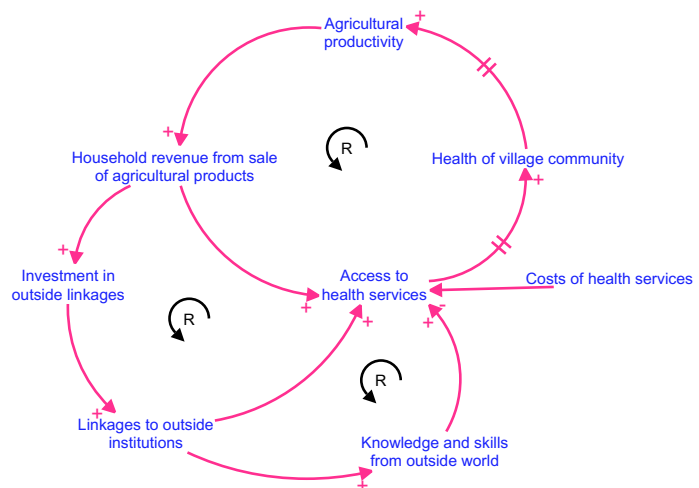 Agricultural
productivity
+
+
R
Household revenue from sale
of agricultural products
Health of village community
+
+
Investment in
outside linkages
Access to
health services
Costs of health services
+
-
+
+
R
R
+
Linkages to outside
institutions
Knowledge and skills
from outside world
+